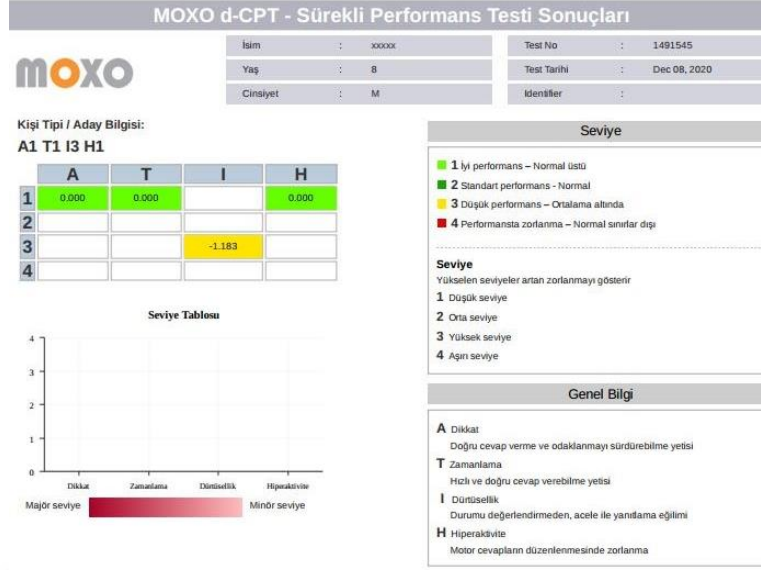 MOXO d-CPT - Sürekli Performans Testi Sonuçları
moxo
İsim : xxxxx
Yaş : 8
Cinsiyet : M
Test No : 1491545
Test Tarihi : Dec 08, 2020
Identifier :
Kişi Tipi / Aday Bilgisi:
A1 T1 I3 H1
A T I H
1 0.000 0.000 0.000
2
3 -1.183
4
Seviye Tablosu
4
3
2
1
0
Dikkat Zamanlama Dürtüsellik Hiperaktivite
Majör seviye Minör seviye
Seviye
1 İyi performans – Normal üstü
2 Standart performans - Normal
3 Düşük performans – Ortalama altında
4 Performansta zorlanma – Normal sınırlar dışı
Seviye
Yükselen seviyeler artan zorlanmayı gösterir
1 Düşük seviye
2 Orta seviye
3 Yüksek seviye
4 Aşırı seviye
Genel Bilgi
A Dikkat
Doğru cevap verme ve odaklanmayı sürdürebilme yetisi
T Zamanlama
Hızlı ve doğru cevap verebilme yetisi
I Dürtüsellik
Durumu değerlendirmeden, acele ile yanıtlama eğilimi
H Hiperaktivite
Motor cevapların düzenlenmesinde zorlanma